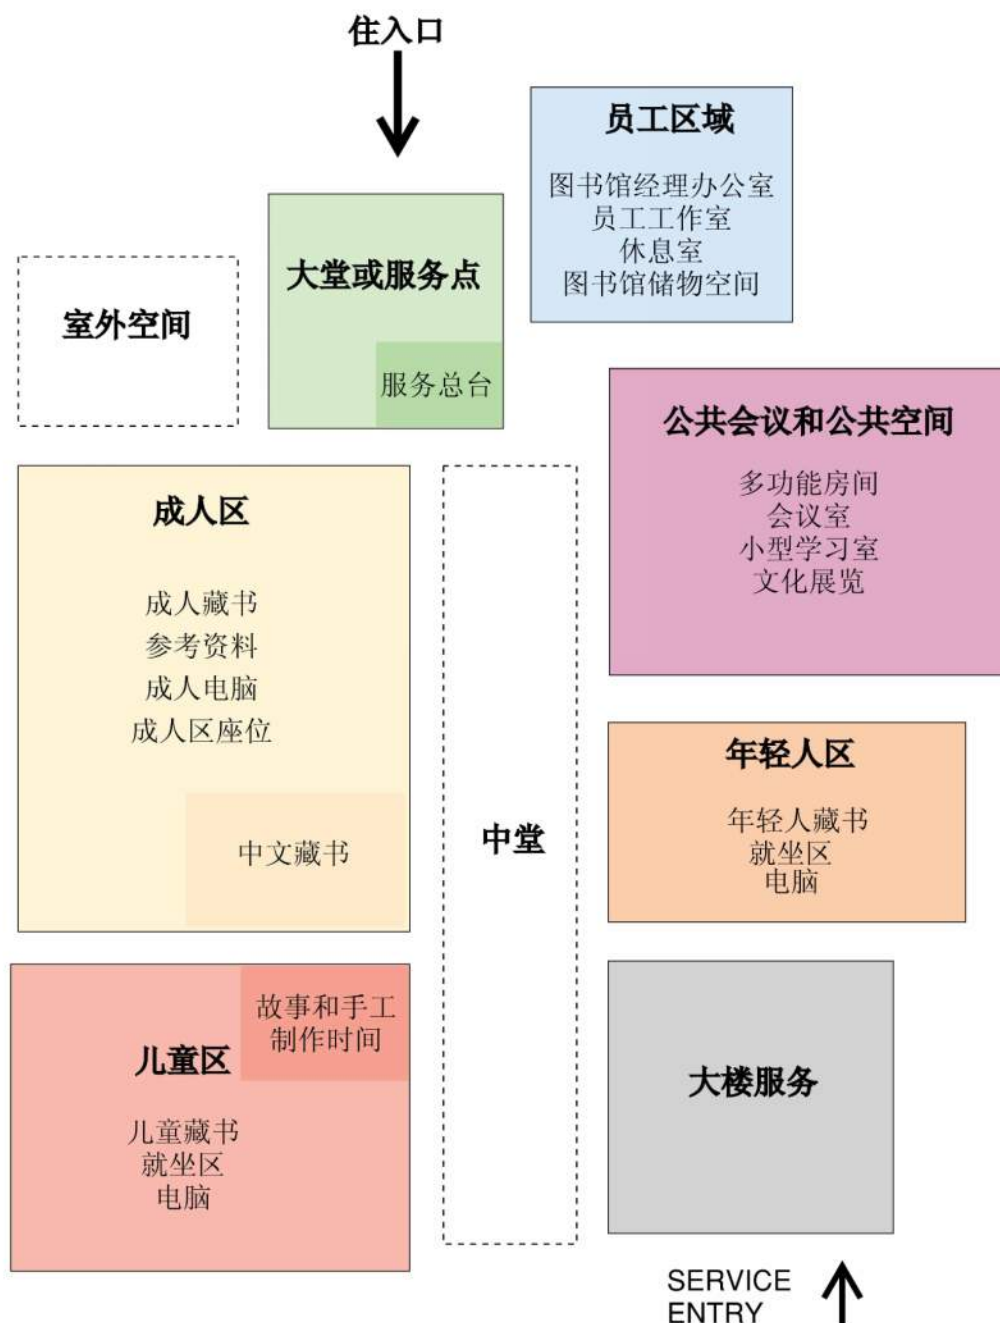 住入口
员工区域
图书馆经理办公室
员工工作室
休息室
图书馆储物空间
大堂或服务点
服务总台
室外空间
公共会议和公共空间
多功能房间
会议室
小型学习室
文化展览
成人区
成人藏书
参考资料
成人电脑
成人区座位
中文藏书
中堂
年轻人区
年轻人藏书
就坐区
电脑
故事和手工
制作时间
儿童区
儿童藏书
就坐区
电脑
大楼服务
SERVICE
ENTRY